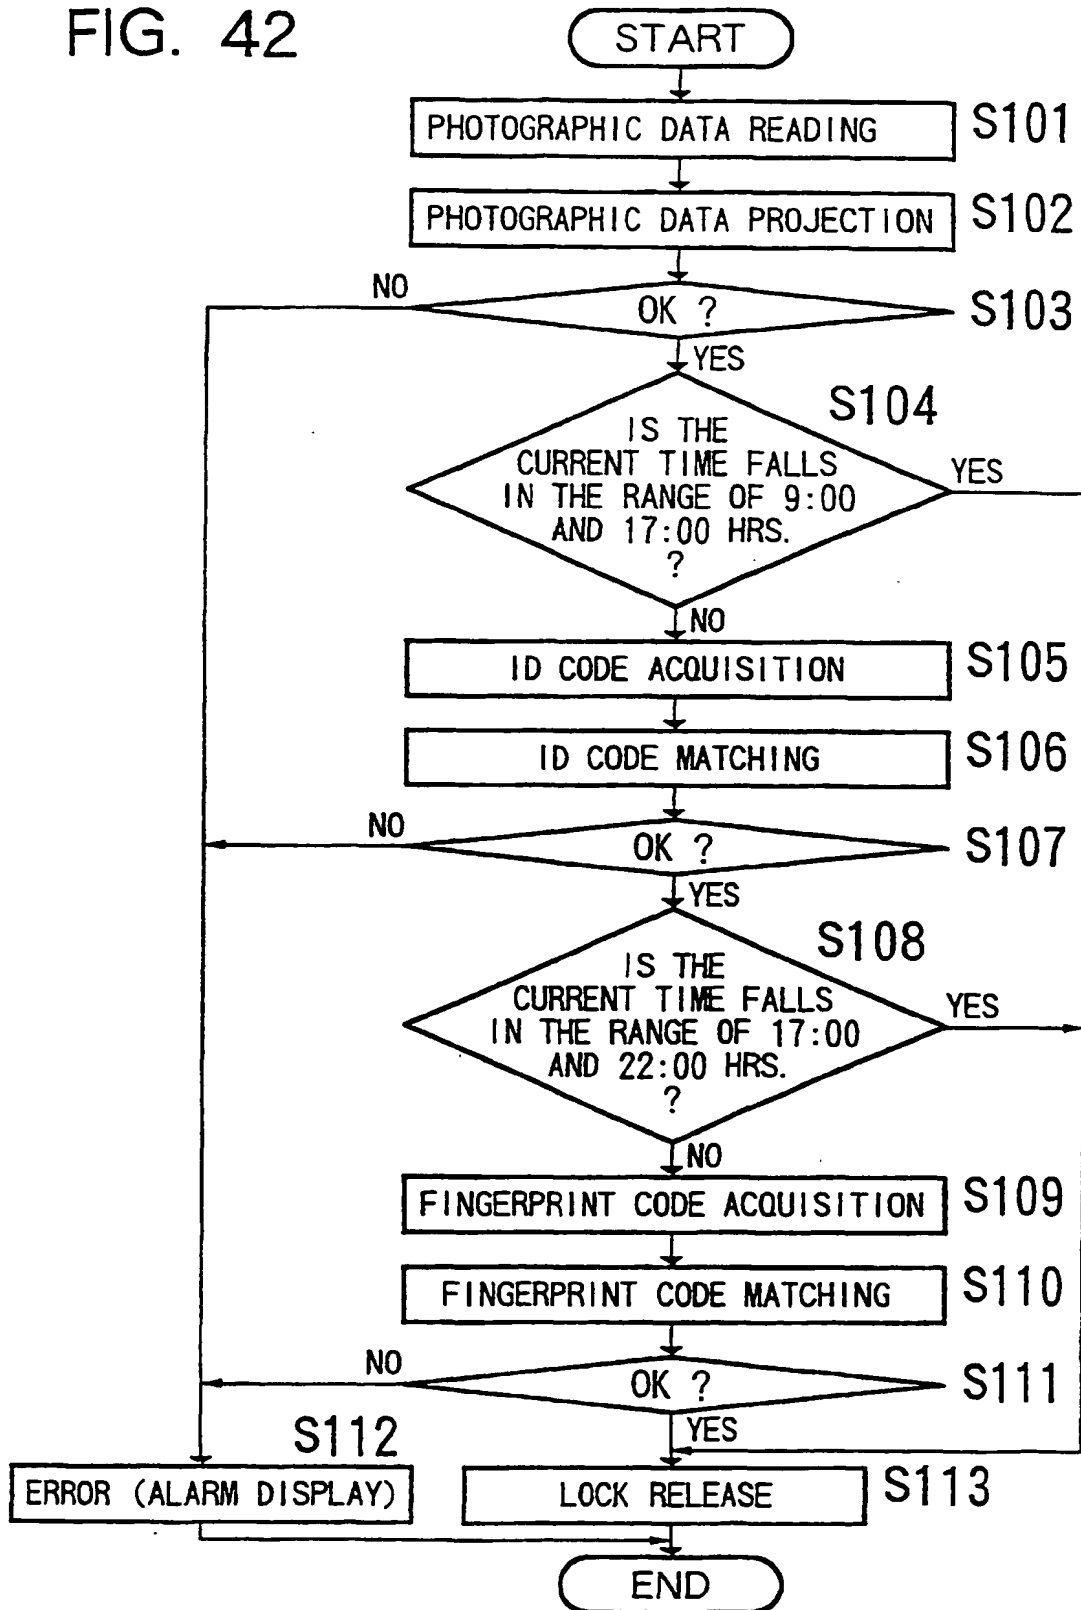 FIG. 42
START
PHOTOGRAPHIC DATA READING
S101
PHOTOGRAPHIC DATA PROJECTION
S102
NO
OK ?
S103
YES
S104
IS THE
CURRENT TIME FALLS
IN THE RANGE OF 9:00
AND 17:00 HRS.
?
YES
NO
ID CODE ACQUISITION
S105
ID CODE MATCHING
S106
NO
OK ?
S107
YES
S108
IS THE
CURRENT TIME FALLS
IN THE RANGE OF 17:00
AND 22:00 HRS.
?
YES
NO
FINGERPRINT CODE ACQUISITION
S109
FINGERPRINT CODE MATCHING
S110
NO
OK ?
S111
YES
S112
ERROR (ALARM DISPLAY)
LOCK RELEASE
S113
END